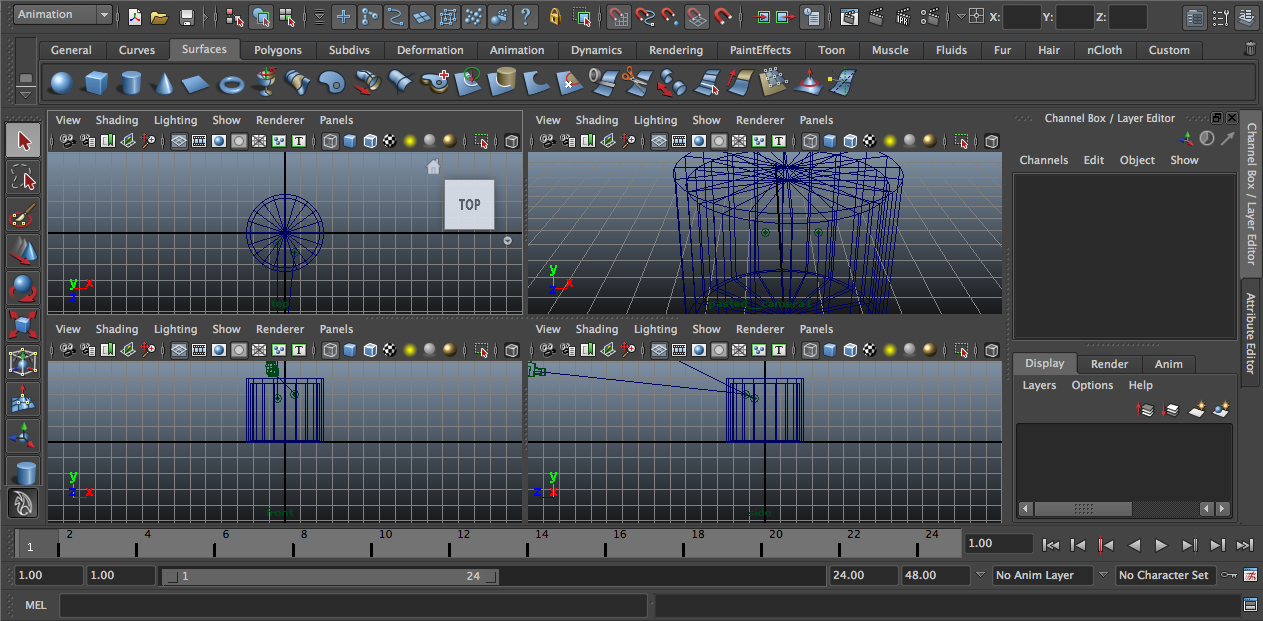 Animation
X:
Y:
Z:
General Curves Surfaces Polygons Subdivs Deformation Animation Dynamics Rendering PaintEffects Toon Muscle Fluids Fur Hair nCloth Custom
View Shading Lighting Show Renderer Panels
View Shading Lighting Show Renderer Panels
Channel Box / Layer Editor
Channels Edit Object Show
Channel Box / Layer Editor
Attribute Editor
TOP
y
x
z
top
y
x
z
View Shading Lighting Show Renderer Panels
View Shading Lighting Show Renderer Panels
Display Render Anim
Layers Options Help
y
z x
front
y
z x
side
1 2 4 6 8 10 12 14 16 18 20 22 24
1.00
1.00 1.00 1 24 24.00 48.00 No Anim Layer No Character Set
MEL